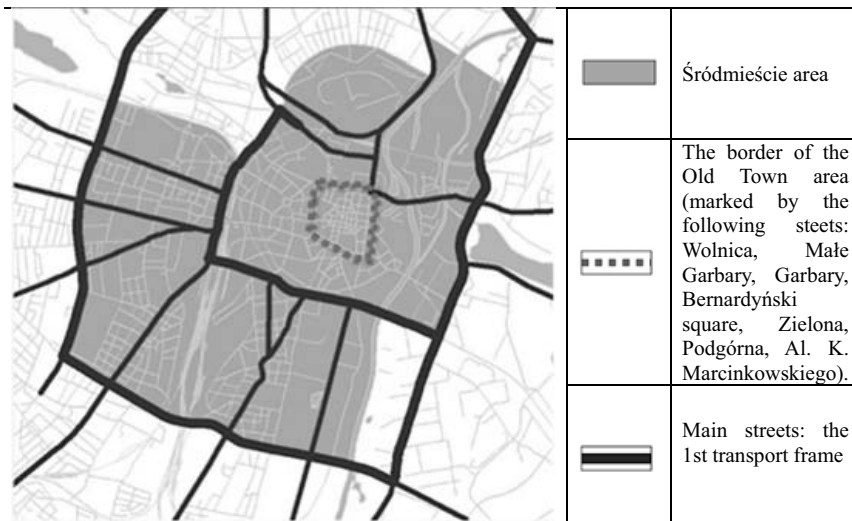 Śródmieście area
The border of the
Old Town area
(marked by the
following steets:
Wolnica, Małe
Garbary, Garbary,
Bernardyński
square, Zielona,
Podgórna, Al. K.
Marcinkowskiego).
Main streets: the
1st transport frame